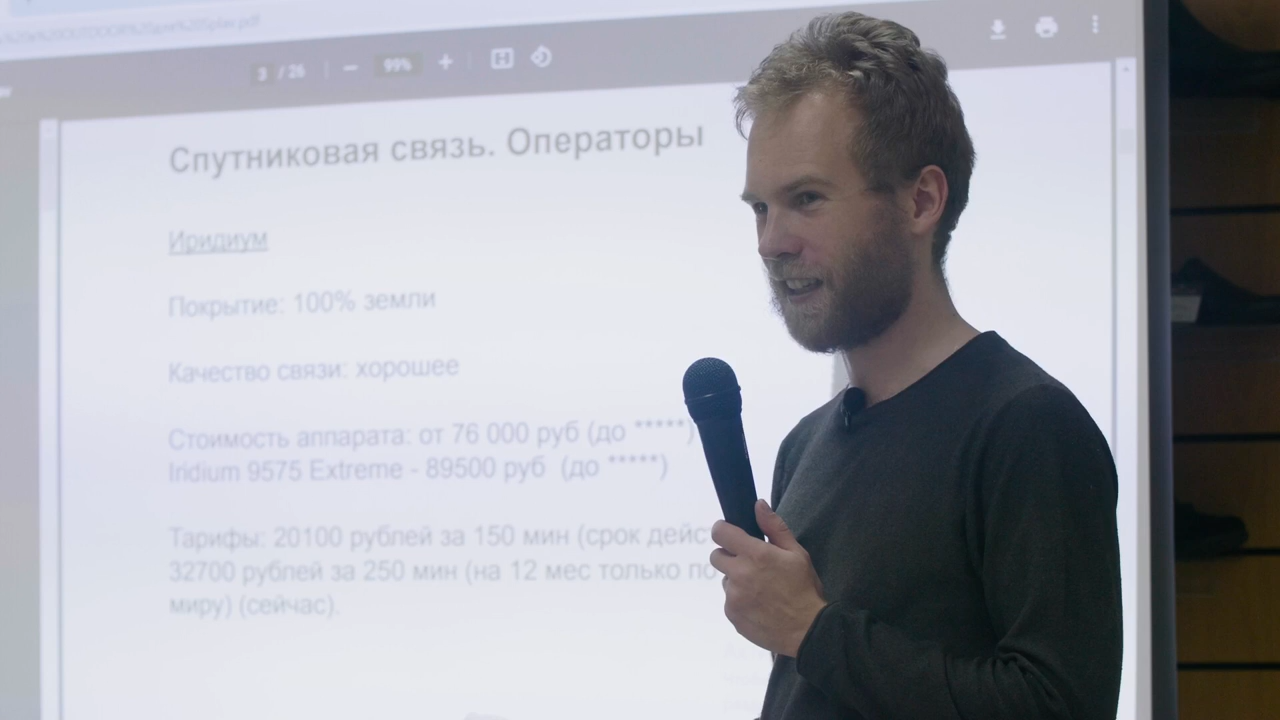 3 / 26
99%
Спутниковая связь. Операторы
Иридиум
Покрытие: 100% земли
Качество связи: хорошее
Стоимость аппарата: от 76 000 руб (до *****)
Iridium 9575 Extreme - 89500 руб (до *****)
Тарифы: 20100 рублей за 150 мин (срок дейс
32700 рублей за 250 мин (на 12 мес только по
миру) (сейчас).